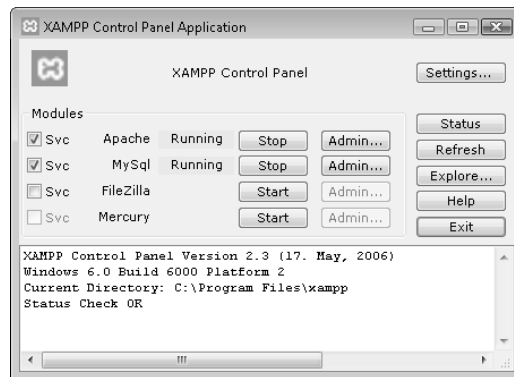 XAMPP Control Panel Application
XAMPP Control Panel
Settings...
Modules
Svc Apache Running Stop Admin...
Svc MySql Running Stop Admin...
Svc FileZilla Start Admin...
Svc Mercury Start Admin...
Status
Refresh
Explore...
Help
Exit
XAMPP Control Panel Version 2.3 (17. May, 2006)
Windows 6.0 Build 6000 Platform 2
Current Directory: C:\Program Files\xampp
Status Check OK